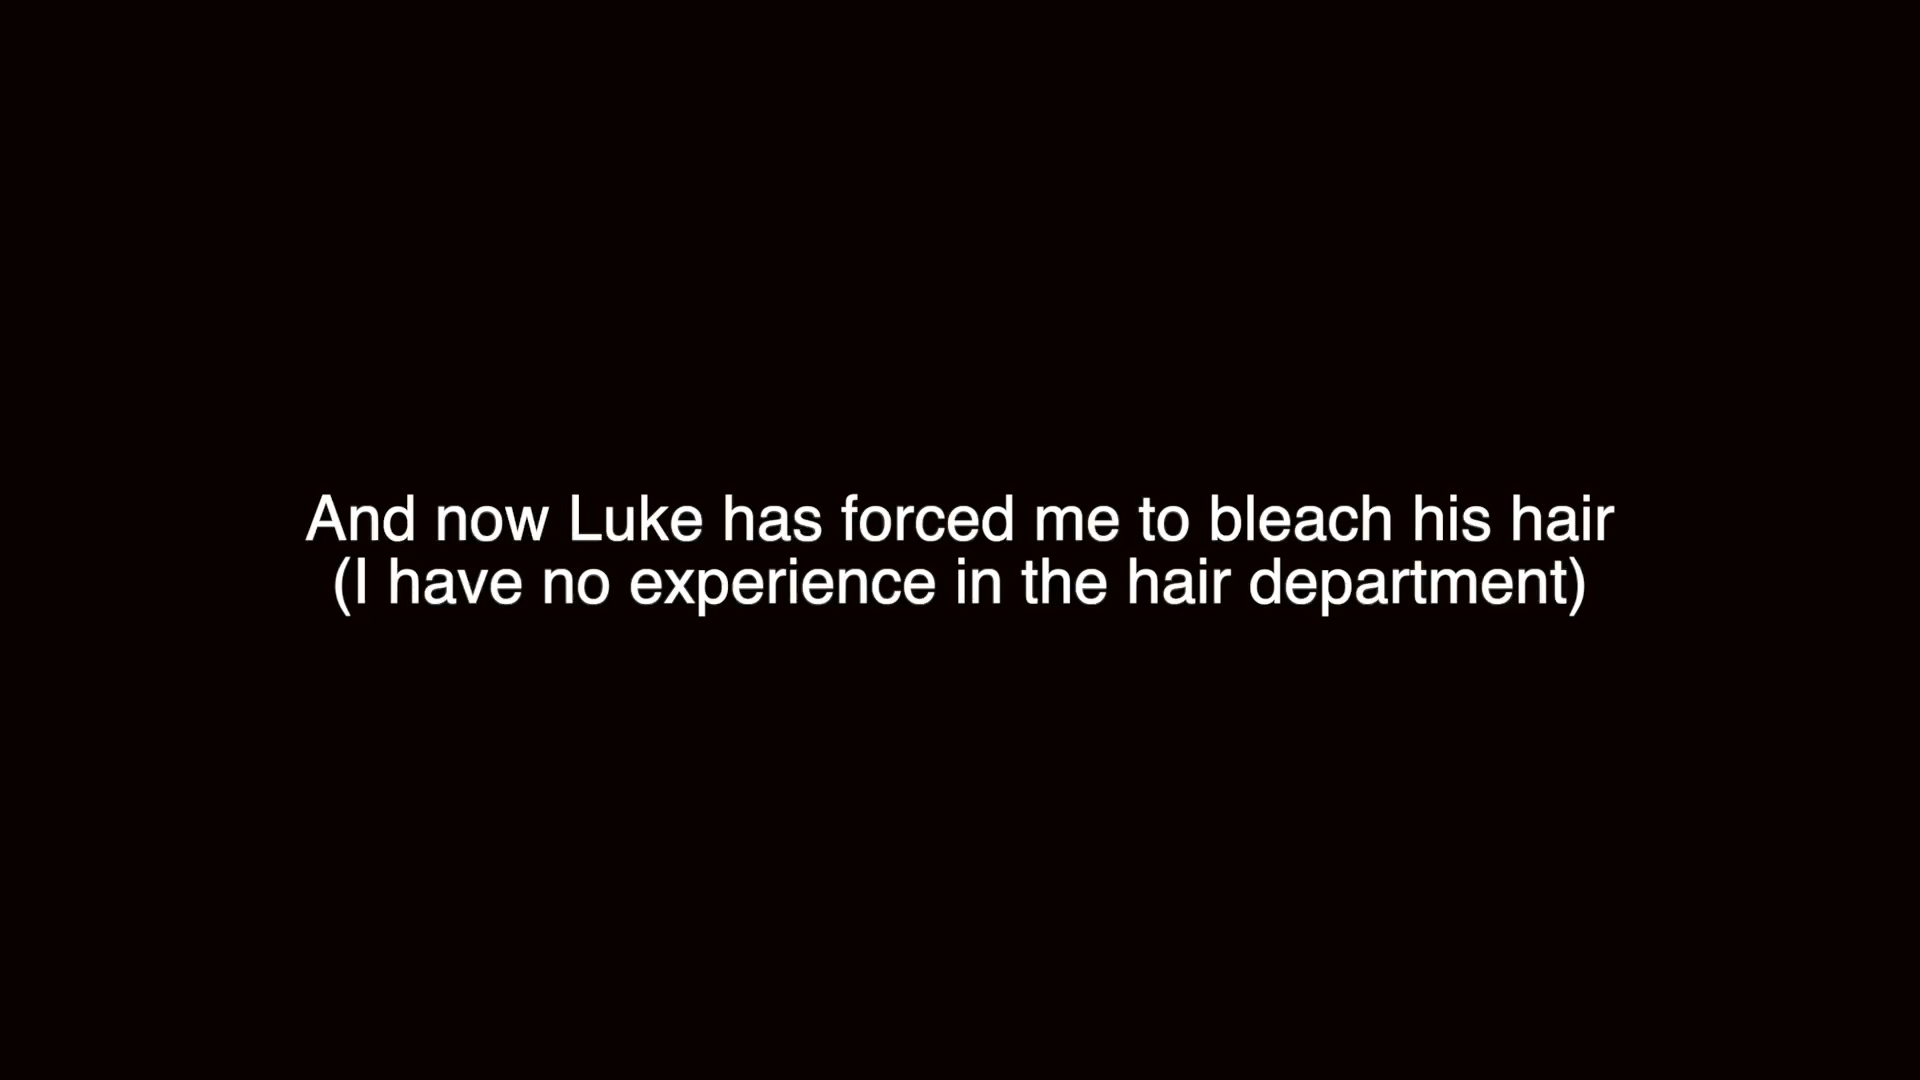 And now Luke has forced me to bleach his hair
(I have no experience in the hair department)